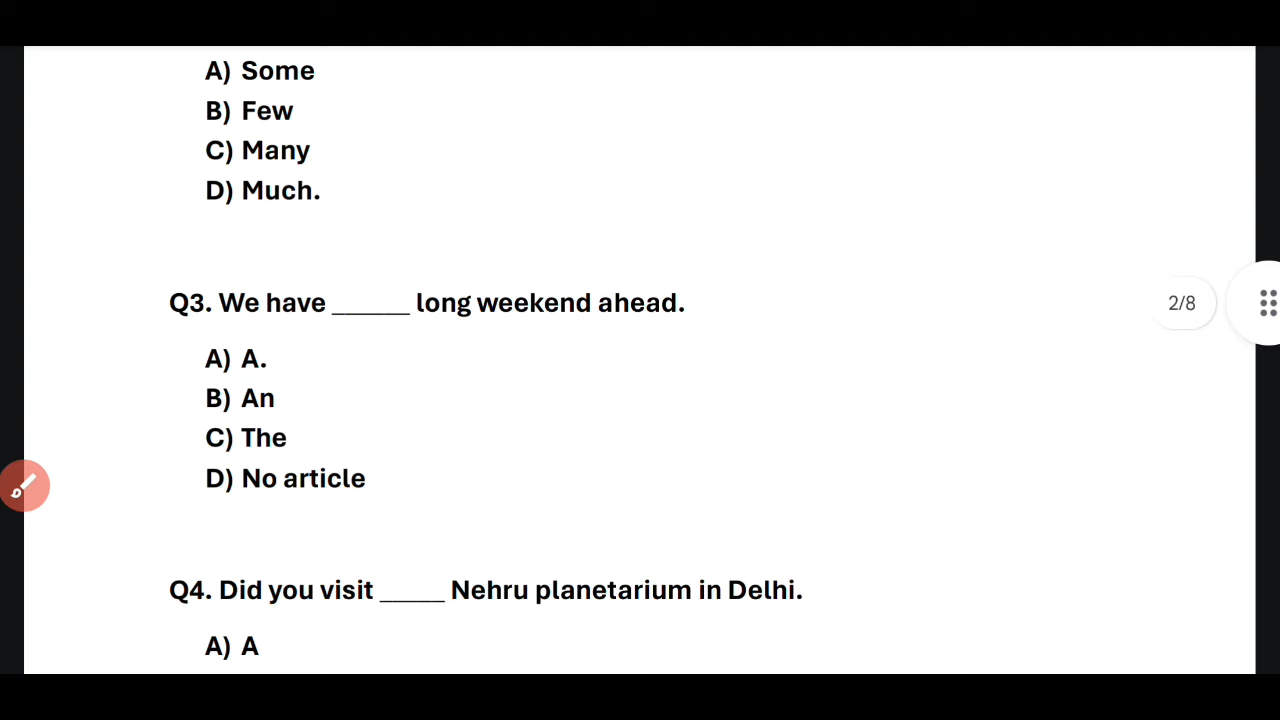 A) Some
B) Few
C) Many
D) Much.
Q3. We have ______ long weekend ahead.
2/8
A) A.
B) An
C) The
D) No article
Q4. Did you visit _____ Nehru planetarium in Delhi.
A) A